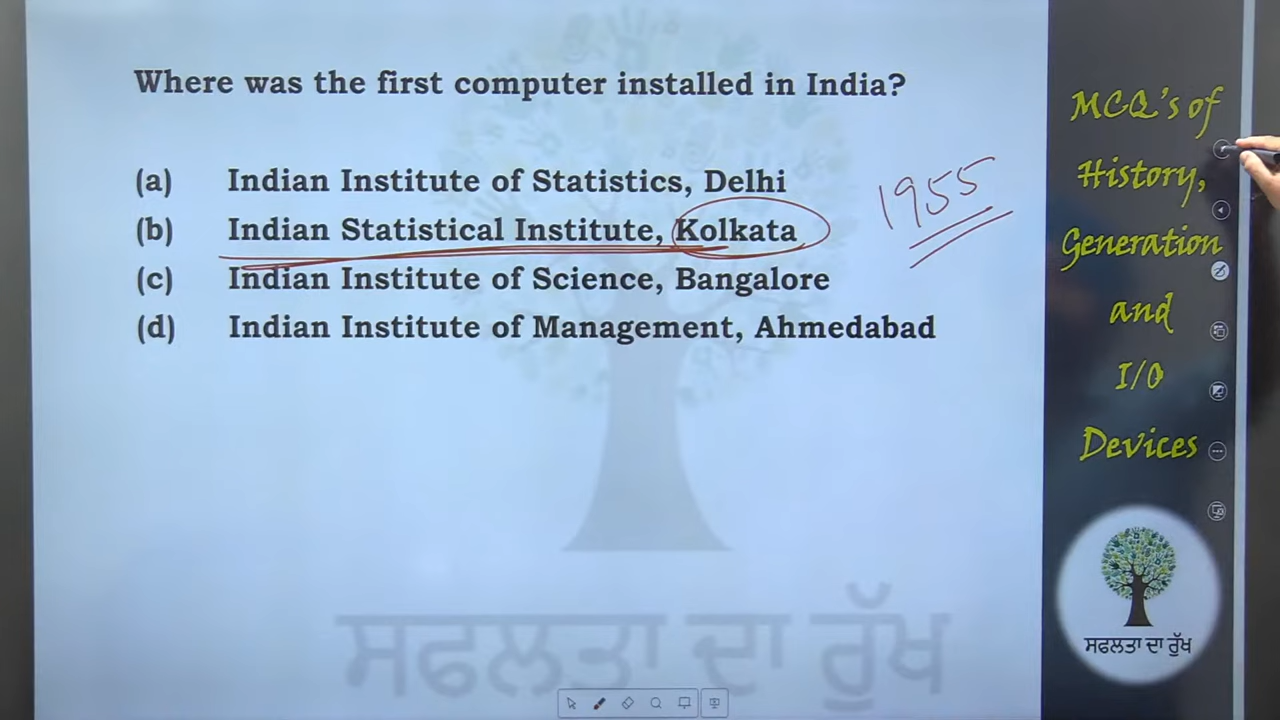 Where was the first computer installed in India?
(a) Indian Institute of Statistics, Delhi
(b) Indian Statistical Institute, Kolkata
1955
(c) Indian Institute of Science, Bangalore
(d) Indian Institute of Management, Ahmedabad
ਸਫਲਤਾ ਦਾ ਰੁੱਖ
MCQ's of
History,
Generation
and
I/O
Devices
ਸਫਲਤਾ ਦਾ ਰੁੱਖ